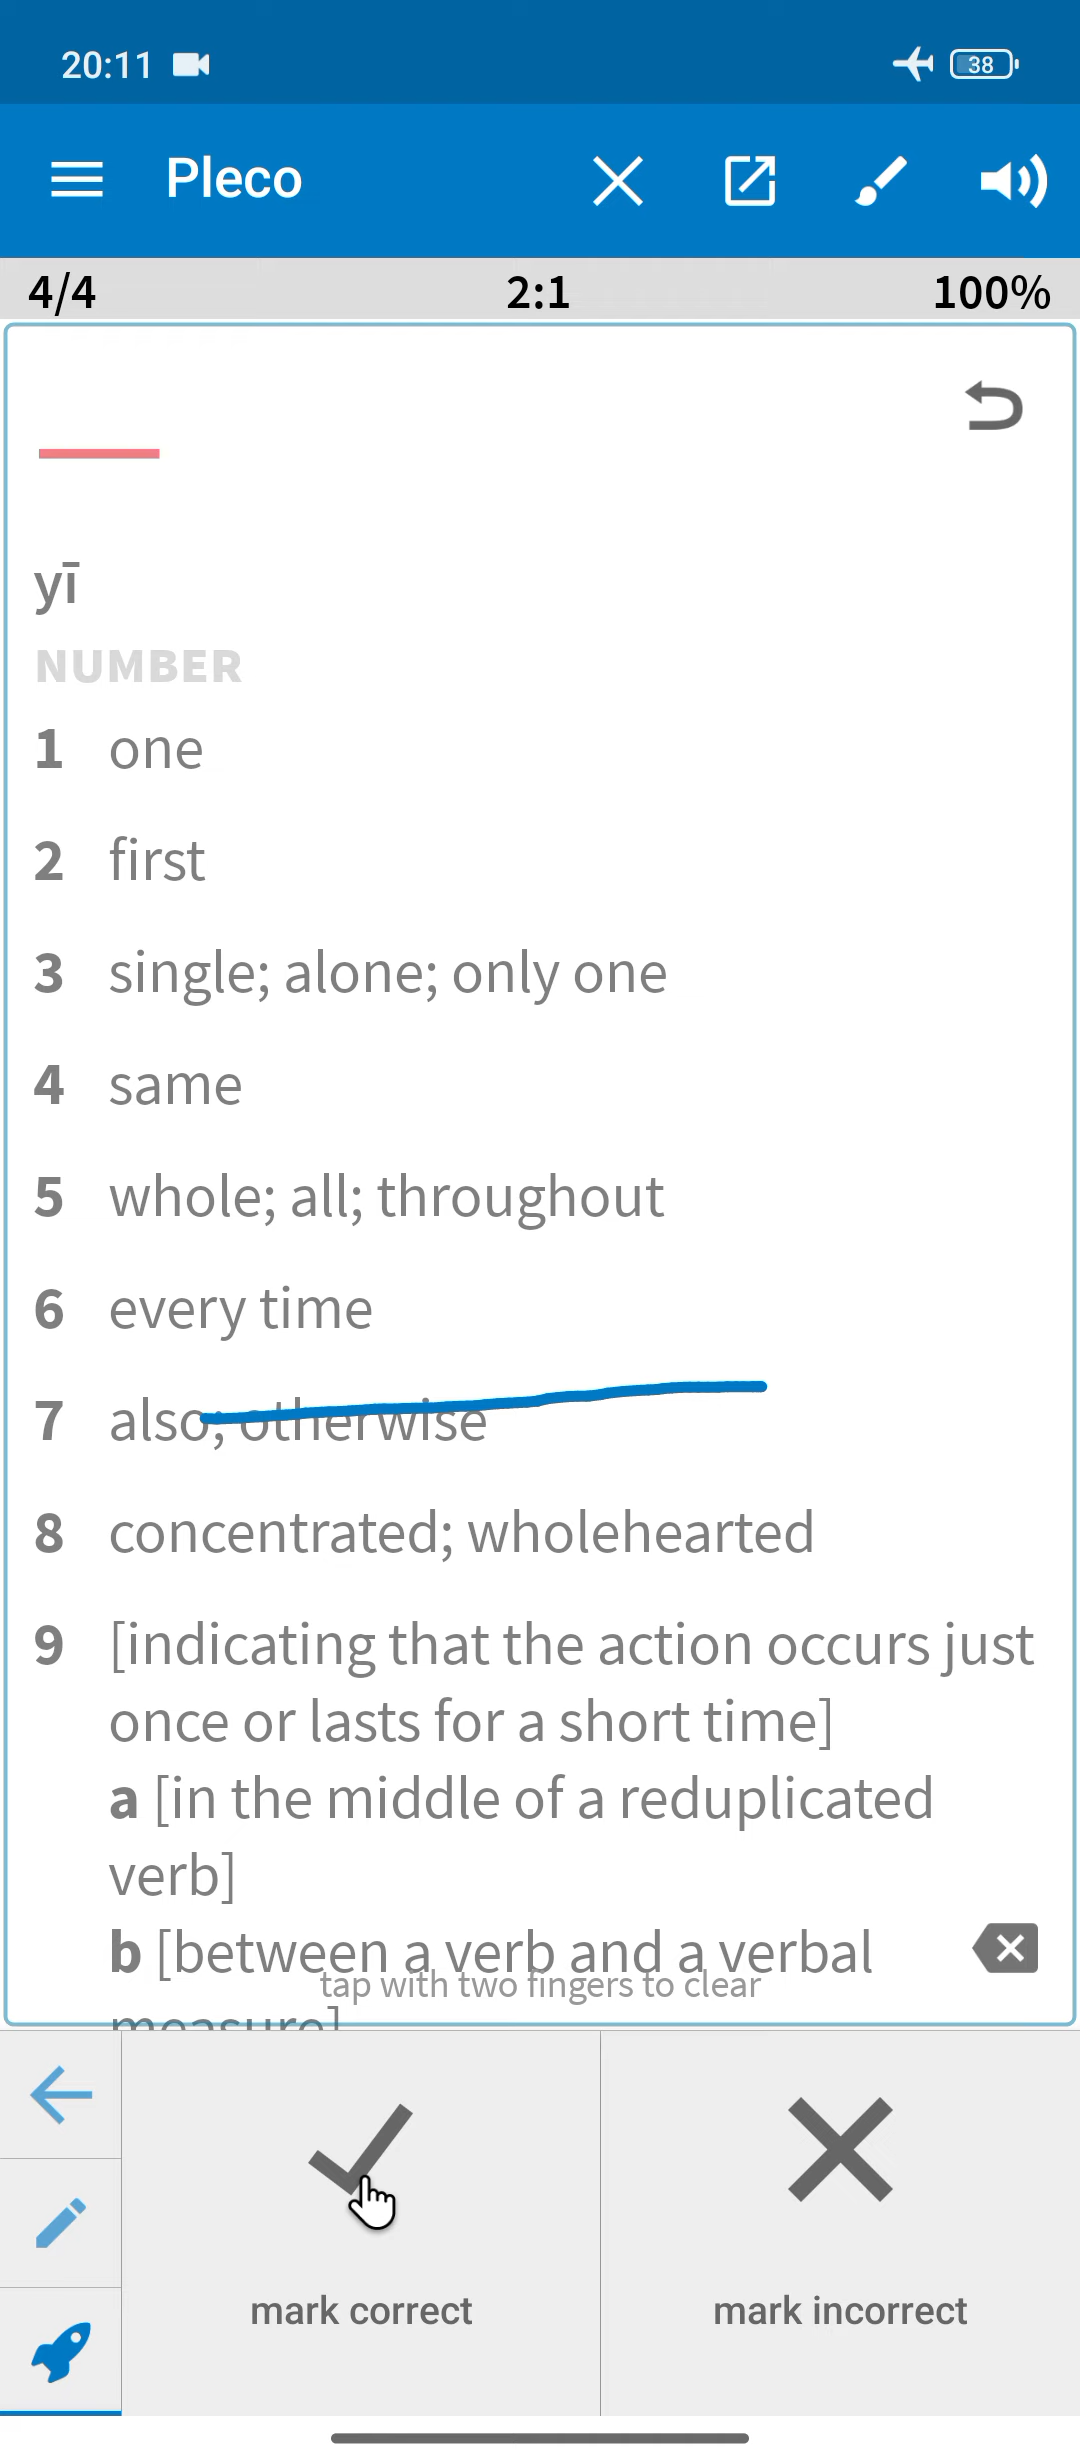 20:11
38
Pleco
4/4 2:1 100%
一
yī
NUMBER
1 one
2 first
3 single; alone; only one
4 same
5 whole; all; throughout
6 every time
7 also; otherwise
8 concentrated; wholehearted
9 [indicating that the action occurs just
once or lasts for a short time]
a [in the middle of a reduplicated
verb]
b [between a verb and a verbal
tap with two fingers to clear
measure]
mark correct
mark incorrect